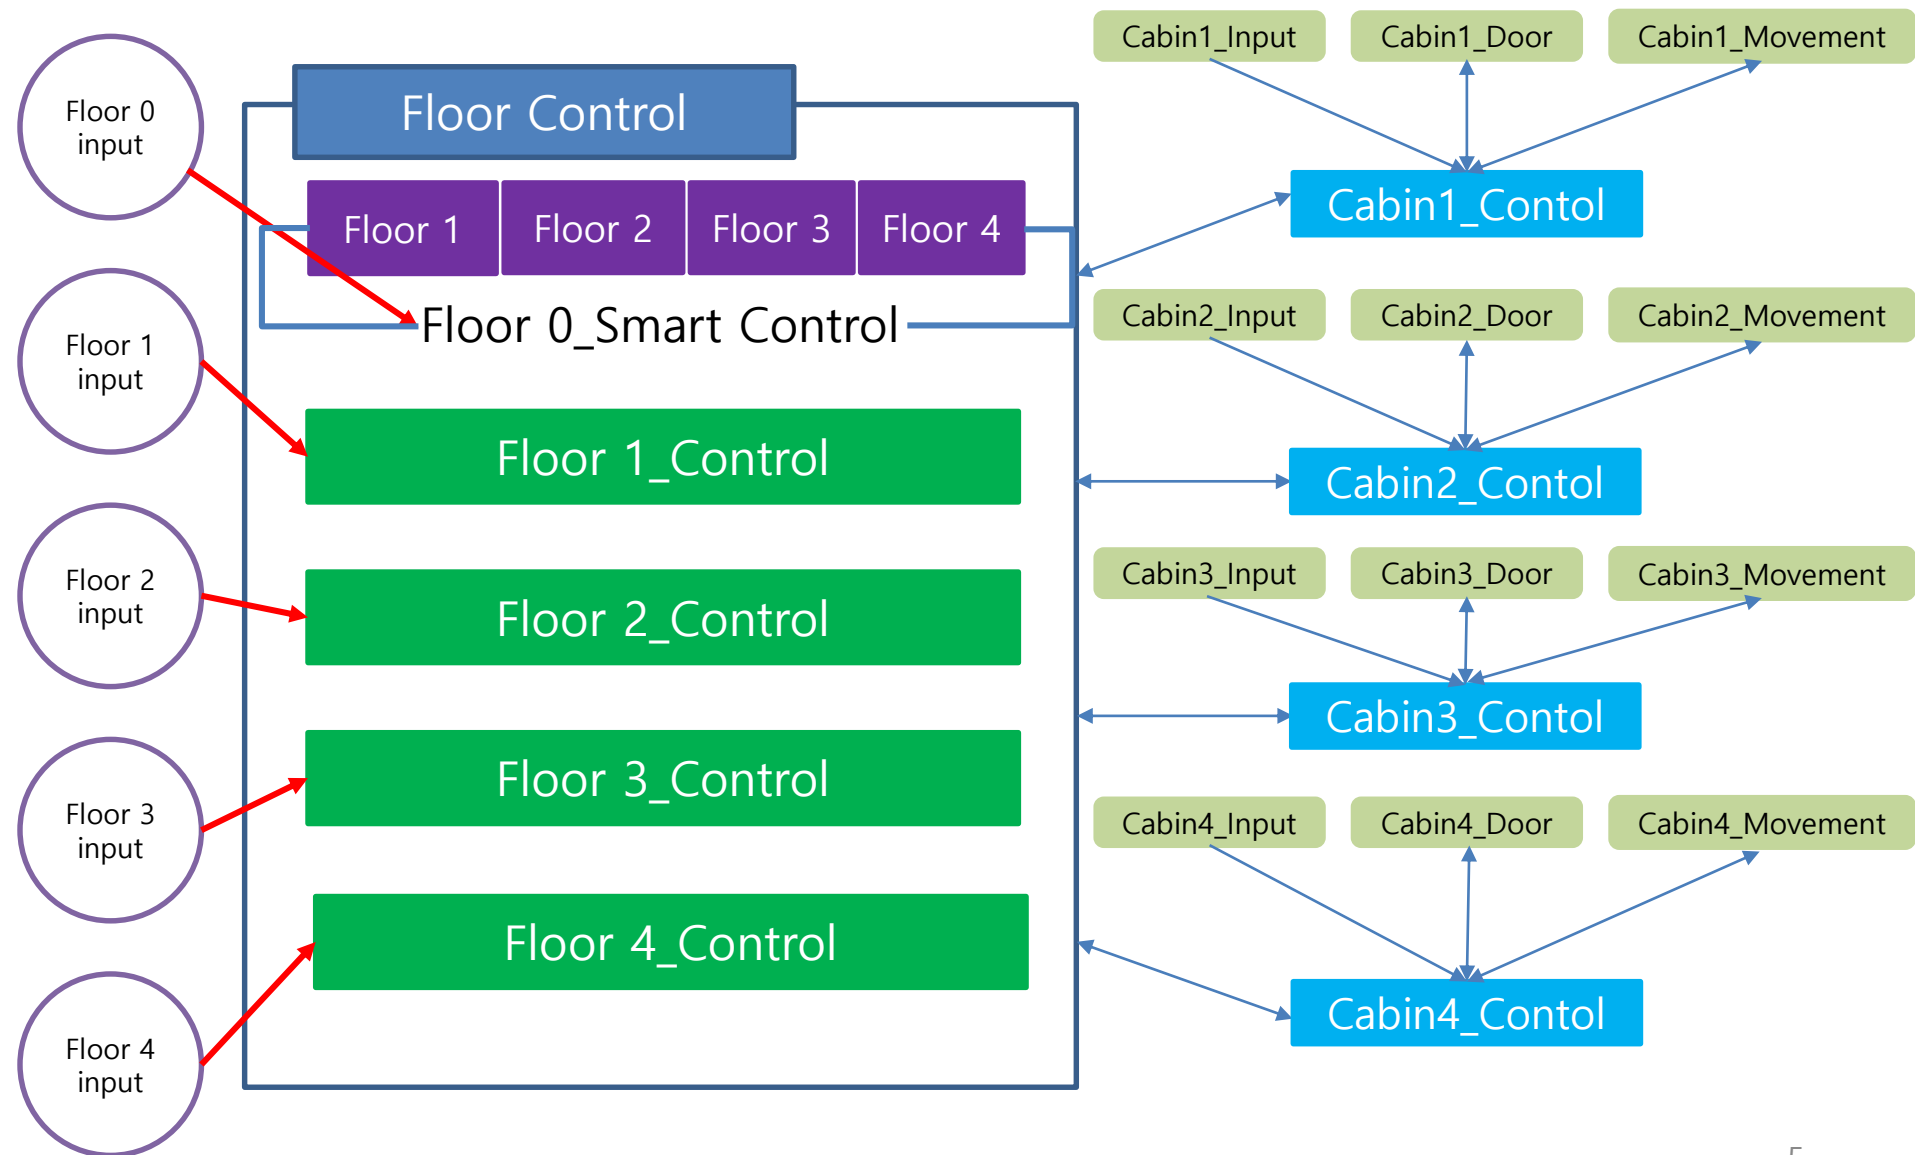 Floor 0
input
Floor 1
input
Floor 2
input
Floor 3
input
Floor 4
input
Floor Control
Floor 1
Floor 2
Floor 3
Floor 4
Floor 0_Smart Control
Floor 1_Control
Floor 2_Control
Floor 3_Control
Floor 4_Control
Cabin1_Input
Cabin1_Door
Cabin1_Movement
Cabin1_Contol
Cabin2_Input
Cabin2_Door
Cabin2_Movement
Cabin2_Contol
Cabin3_Input
Cabin3_Door
Cabin3_Movement
Cabin3_Contol
Cabin4_Input
Cabin4_Door
Cabin4_Movement
Cabin4_Contol